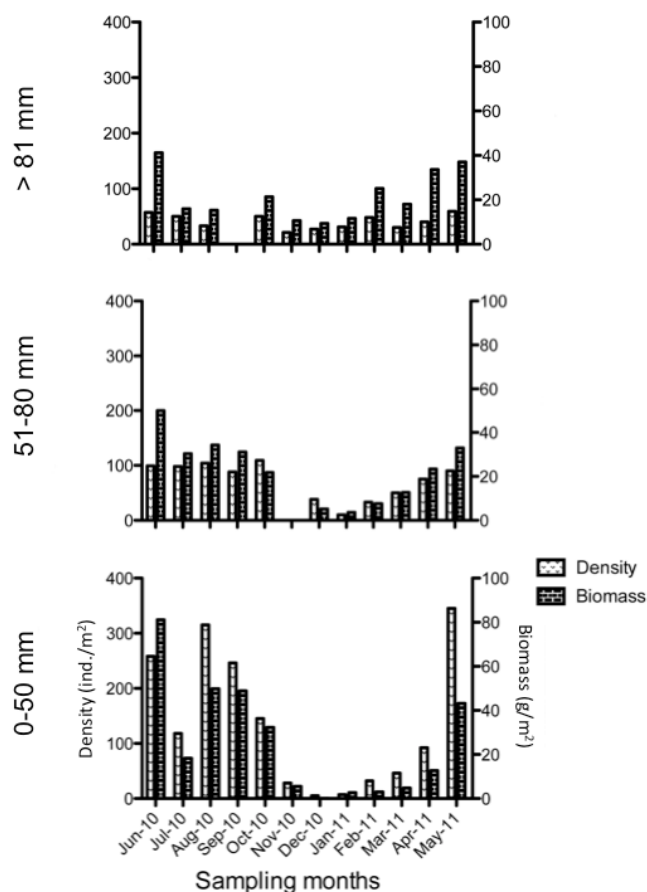 > 81 mm
400
300
200
100
0
100
80
60
40
20
0
51-80 mm
400
300
200
100
0
100
80
60
40
20
0
0-50 mm
Density (ind./m²)
400
300
200
100
0
100
80
60
40
20
0
Biomass (g/m²)
Density
Biomass
Jun-10
Jul-10
Aug-10
Sep-10
Oct-10
Nov-10
Dec-10
Jan-11
Feb-11
Mar-11
Apr-11
May-11
Sampling months